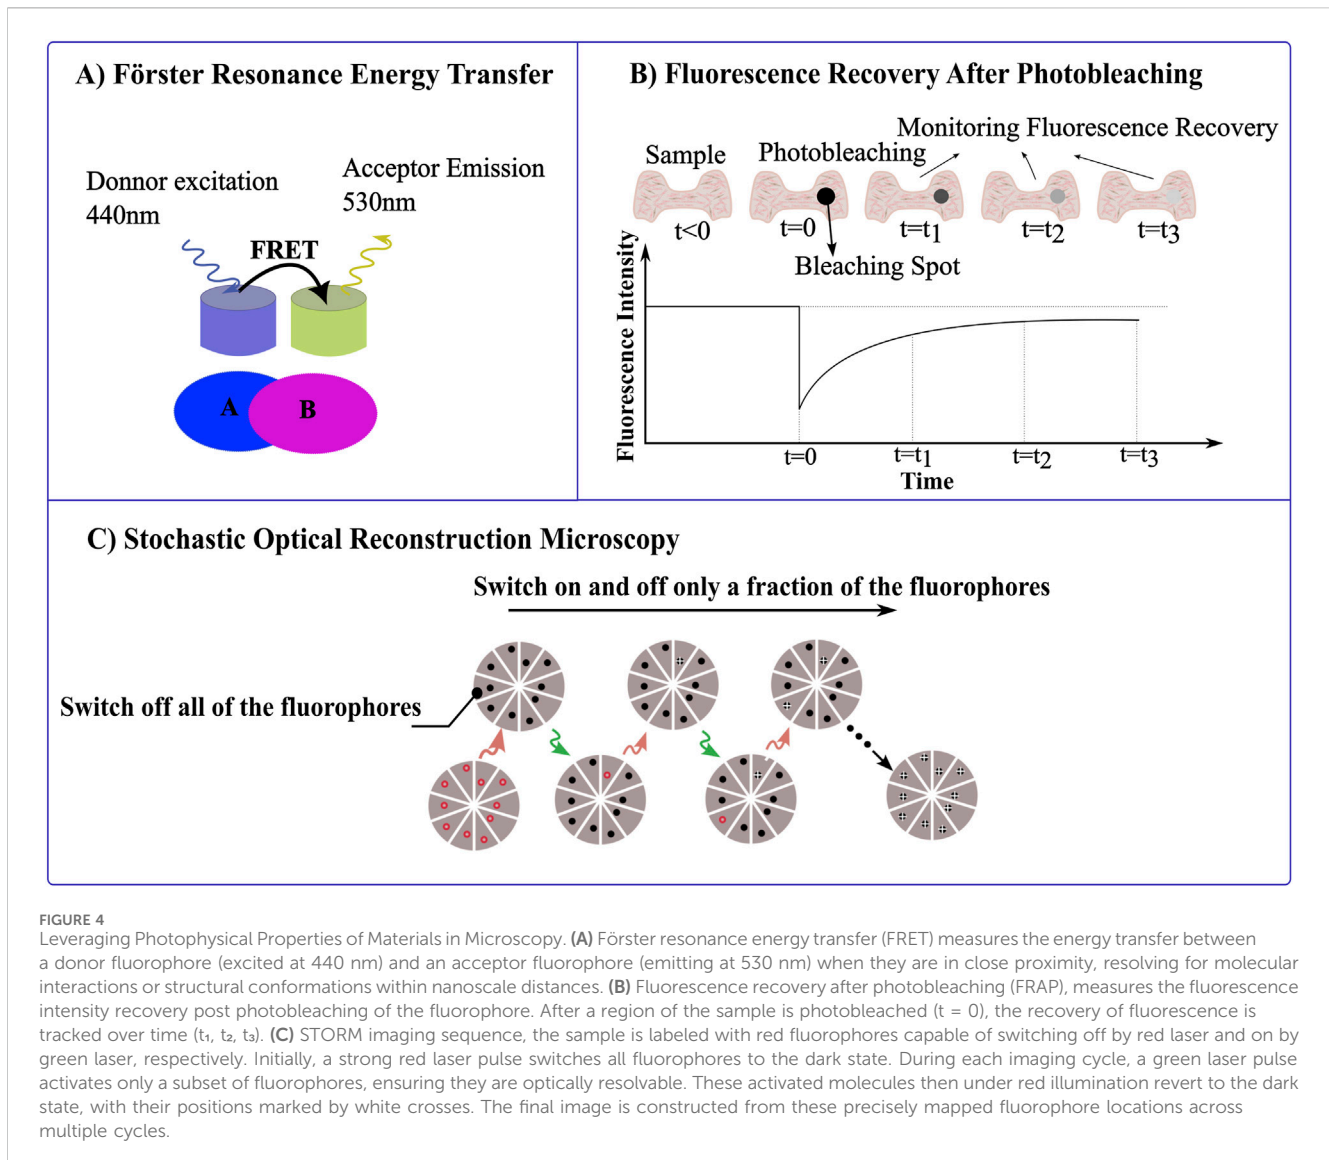 A) Förster Resonance Energy Transfer
Donnor excitation
440nm
Acceptor Emission
530nm
FRET
A
B
B) Fluorescence Recovery After Photobleaching
Monitoring Fluorescence Recovery
Sample
Photobleaching
t<0
t=0
t=t1
t=t2
t=t3
Bleaching Spot
Fluorescence Intensity
t=0
t=t1
t=t2
t=t3
Time
C) Stochastic Optical Reconstruction Microscopy
Switch on and off only a fraction of the fluorophores
Switch off all of the fluorophores
FIGURE 4
Leveraging Photophysical Properties of Materials in Microscopy. (A) Förster resonance energy transfer (FRET) measures the energy transfer between
a donor fluorophore (excited at 440 nm) and an acceptor fluorophore (emitting at 530 nm) when they are in close proximity, resolving for molecular
interactions or structural conformations within nanoscale distances. (B) Fluorescence recovery after photobleaching (FRAP), measures the fluorescence
intensity recovery post photobleaching of the fluorophore. After a region of the sample is photobleached (t = 0), the recovery of fluorescence is
tracked over time (t₁, t₂, t₃). (C) STORM imaging sequence, the sample is labeled with red fluorophores capable of switching off by red laser and on by
green laser, respectively. Initially, a strong red laser pulse switches all fluorophores to the dark state. During each imaging cycle, a green laser pulse
activates only a subset of fluorophores, ensuring they are optically resolvable. These activated molecules then under red illumination revert to the dark
state, with their positions marked by white crosses. The final image is constructed from these precisely mapped fluorophore locations across
multiple cycles.